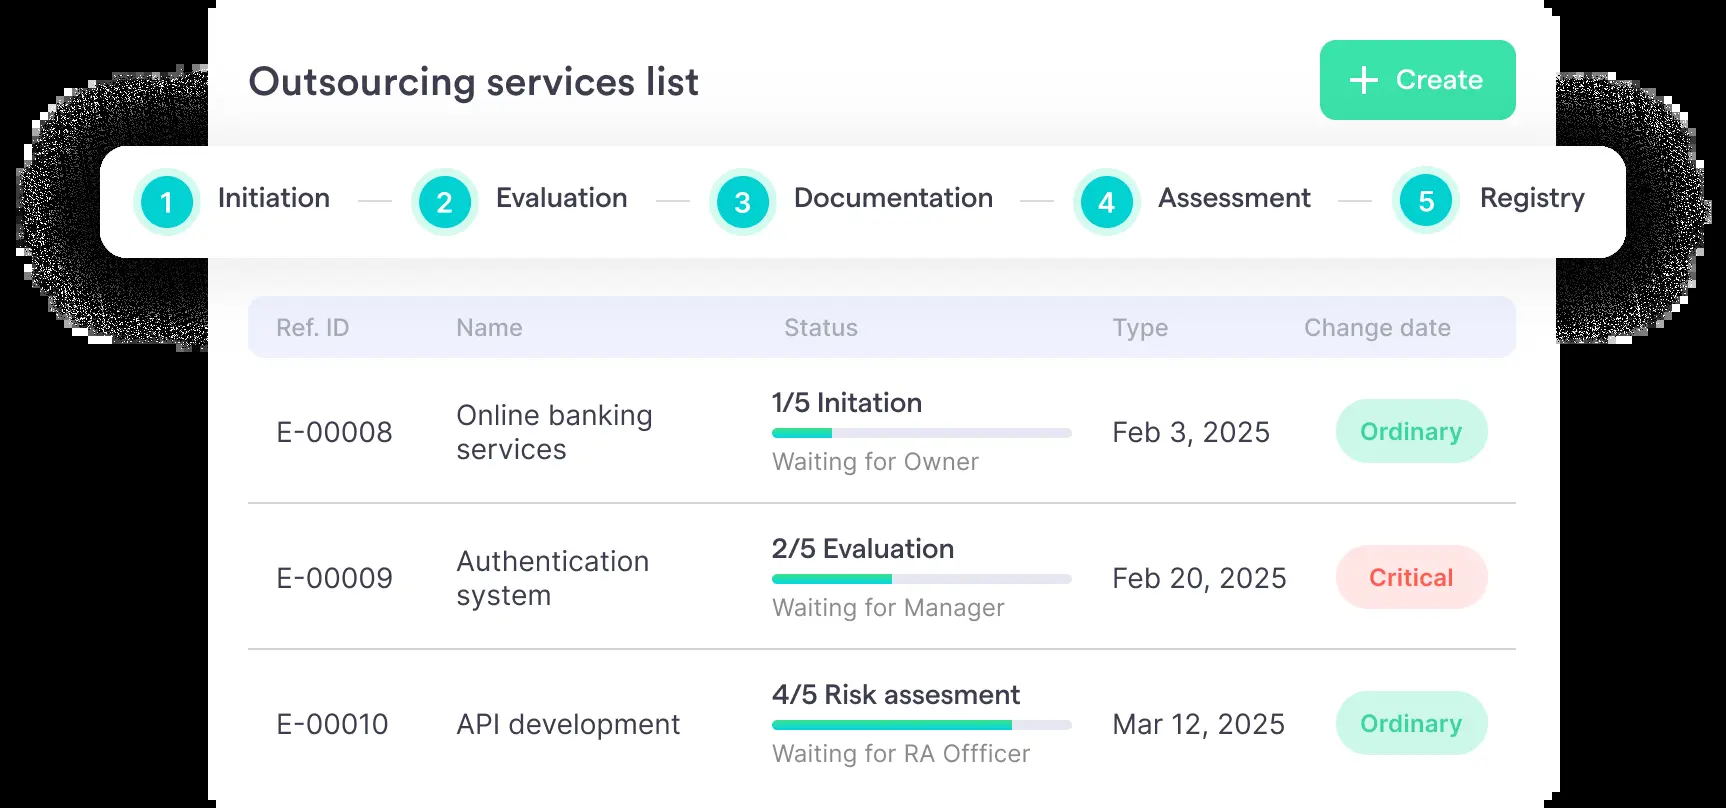 Outsourcing services list
+ Create
1 Initiation — 2 Evaluation — 3 Documentation — 4 Assessment — 5 Registry
Ref. ID Name Status Type Change date
E-00008 Online banking services 1/5 Initation Waiting for Owner Feb 3, 2025 Ordinary
E-00009 Authentication system 2/5 Evaluation Waiting for Manager Feb 20, 2025 Critical
E-00010 API development 4/5 Risk assesment Waiting for RA Offfficer Mar 12, 2025 Ordinary